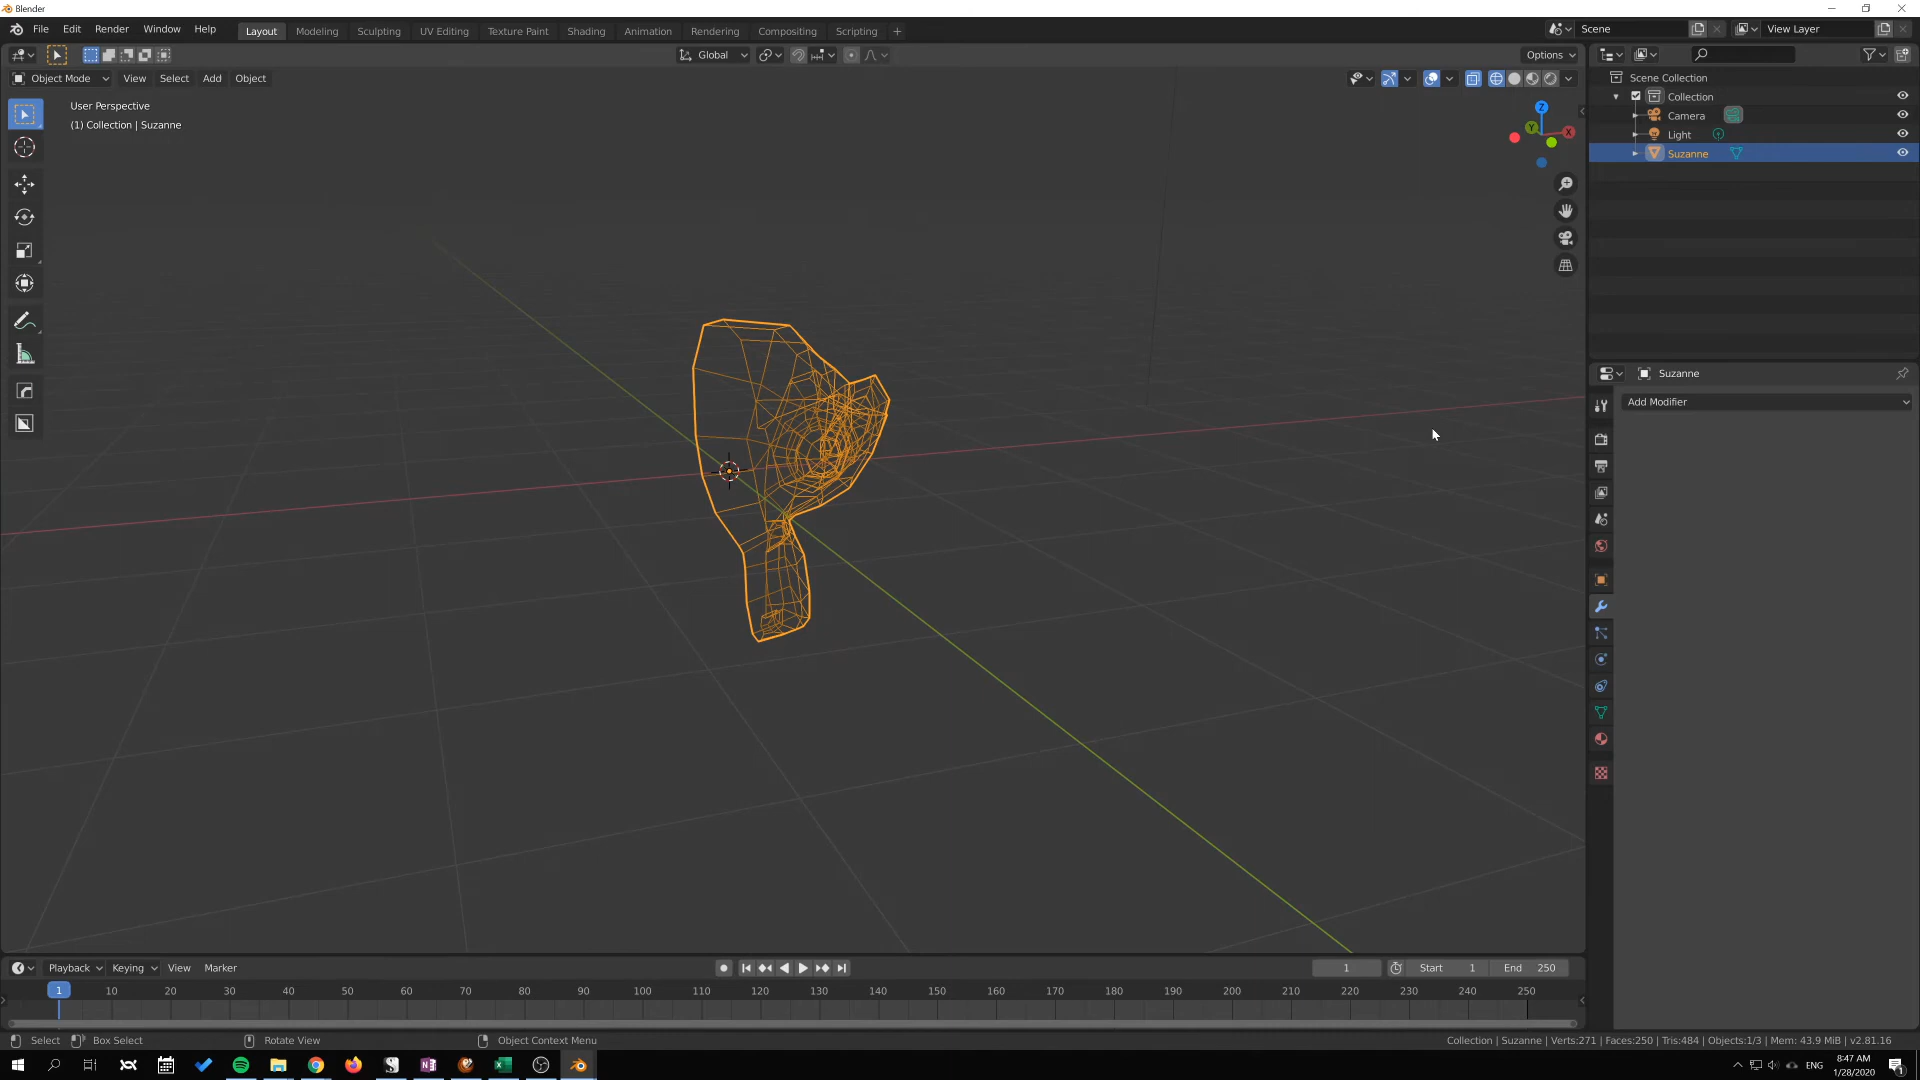 Blender
File Edit Render Window Help Layout Modeling Sculpting UV Editing Texture Paint Shading Animation Rendering Compositing Scripting + Scene View Layer
Global Options
Object Mode View Select Add Object
User Perspective
(1) Collection | Suzanne
Z
Y
X
Scene Collection
Collection
Camera
Light
Suzanne
Suzanne
Add Modifier
Playback Keying View Marker 1 Start 1 End 250
1 10 20 30 40 50 60 70 80 90 100 110 120 130 140 150 160 170 180 190 200 210 220 230 240 250
Select Box Select Rotate View Object Context Menu Collection | Suzanne | Verts:271 | Faces:250 | Tris:484 | Objects:1/3 | Mem: 43.9 MiB | v2.81.16
ENG
8:47 AM
1/28/2020
1